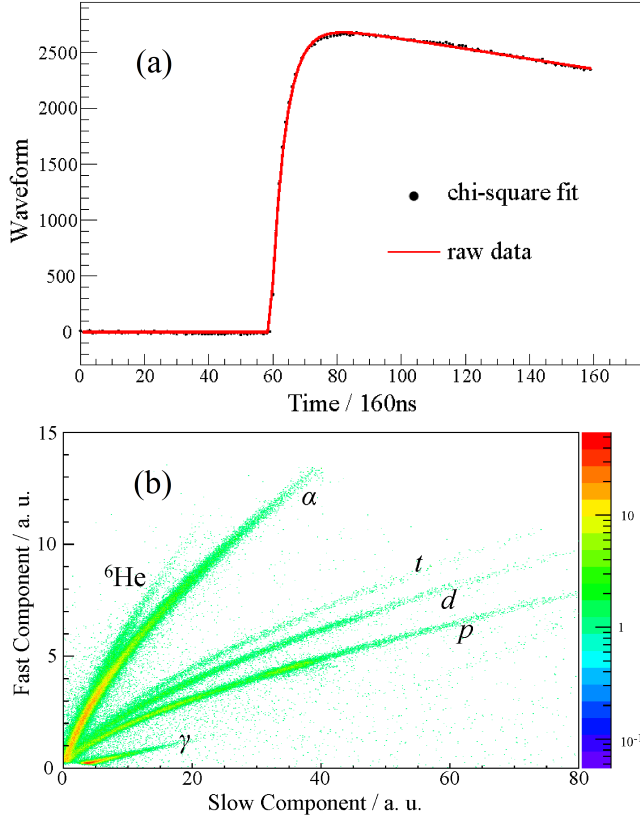 (a)
2500
2000
1500
1000
500
0
Waveform
chi-square fit
raw data
0 20 40 60 80 100 120 140 160
Time / 160ns
(b)
15
10
5
0
Fast Component / a. u.
α
⁶He
t
d
p
γ
10
1
10⁻¹
0 20 40 60 80
Slow Component / a. u.